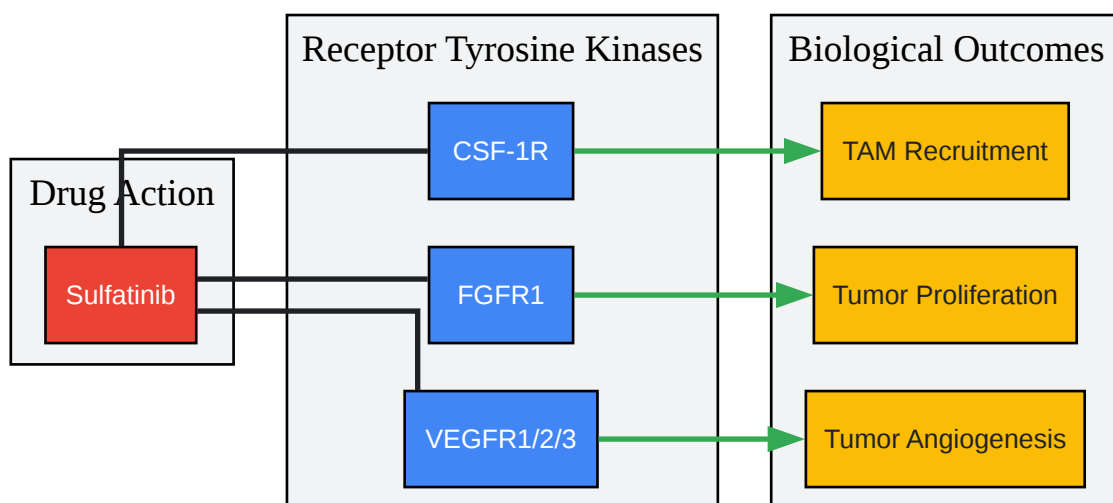 Receptor Tyrosine Kinases
Biological Outcomes
CSF-1R
TAM Recruitment
Drug Action
Sulfatinib
FGFR1
Tumor Proliferation
VEGFR1/2/3
Tumor Angiogenesis